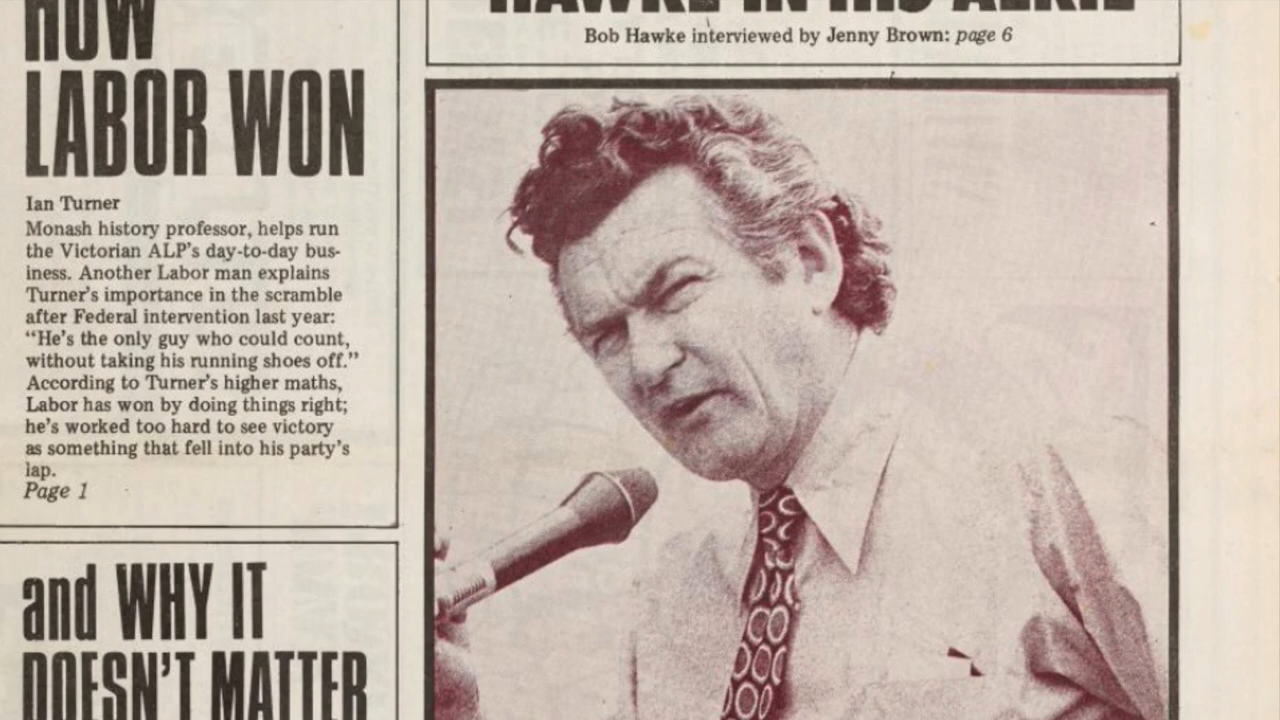 HOW
LABOR WON
Ian Turner
Monash history professor, helps run
the Victorian ALP's day-to-day bus-
iness. Another Labor man explains
Turner's importance in the scramble
after Federal intervention last year:
“He's the only guy who could count,
without taking his running shoes off.”
According to Turner's higher maths,
Labor has won by doing things right;
he's worked too hard to see victory
as something that fell into his party's
lap.
Page 1
and WHY IT
DOESN'T MATTER
HAWKE IN HIS
Bob Hawke interviewed by Jenny Brown: page 6